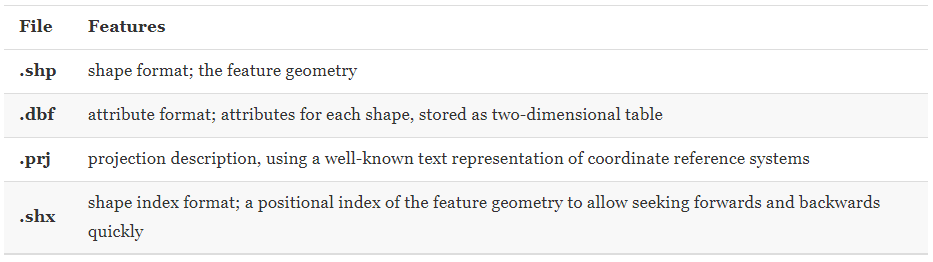 File Features
.shp shape format; the feature geometry
.dbf attribute format; attributes for each shape, stored as two-dimensional table
.prj projection description, using a well-known text representation of coordinate reference systems
.shx shape index format; a positional index of the feature geometry to allow seeking forwards and backwards
quickly